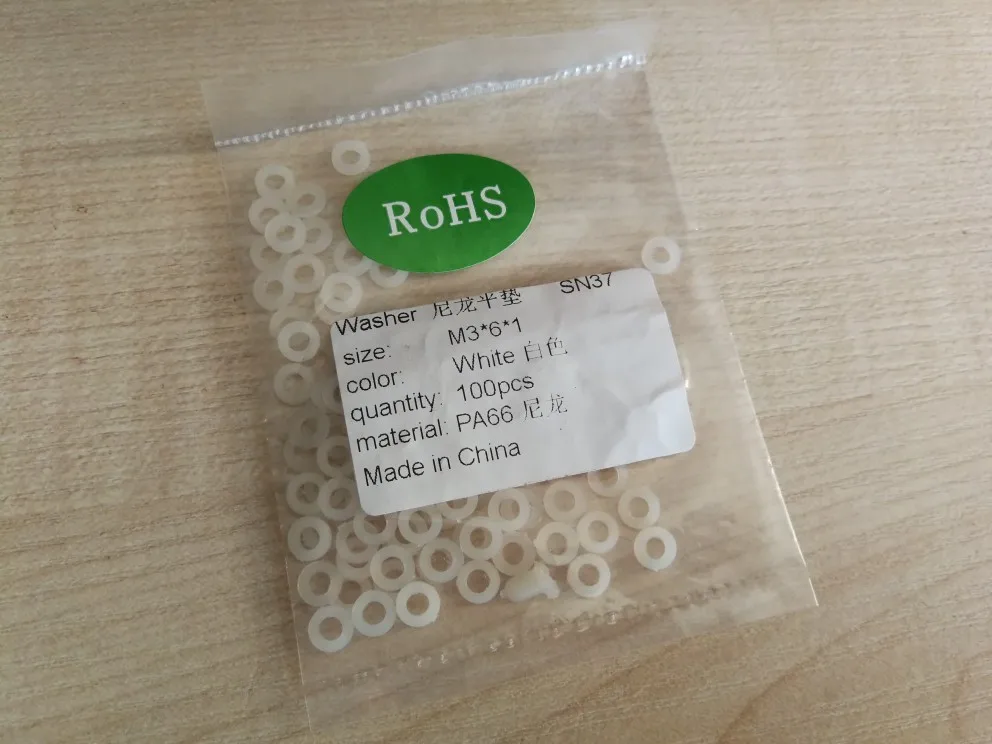 RoHS
Washer 尼龙平垫 SN37
size: M3*6*1
color: White 白色
quantity: 100pcs
material: PA66 尼龙
Made in China